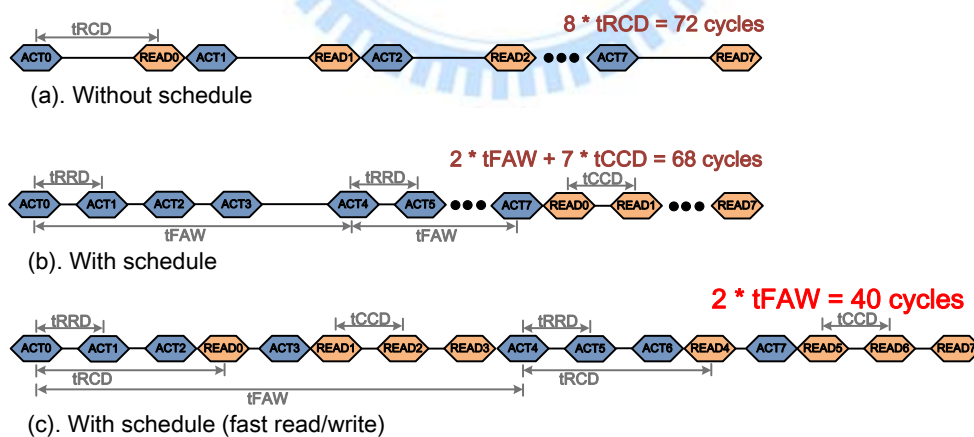 8 * tRCD = 72 cycles
tRCD
ACT0 READ0 ACT1 READ1 ACT2 READ2 ACT7 READ7
(a). Without schedule
2 * tFAW + 7 * tCCD = 68 cycles
tRRD tRRD tCCD
ACT0 ACT1 ACT2 ACT3 ACT4 ACT5 ACT7 READ0 READ1 READ7
tFAW tFAW
(b). With schedule
2 * tFAW = 40 cycles
tRRD tCCD tRRD tCCD
ACT0 ACT1 ACT2 READ0 ACT3 READ1 READ2 READ3 ACT4 ACT5 ACT6 READ4 ACT7 READ5 READ6 READ7
tRCD tRCD
tFAW
(c). With schedule (fast read/write)